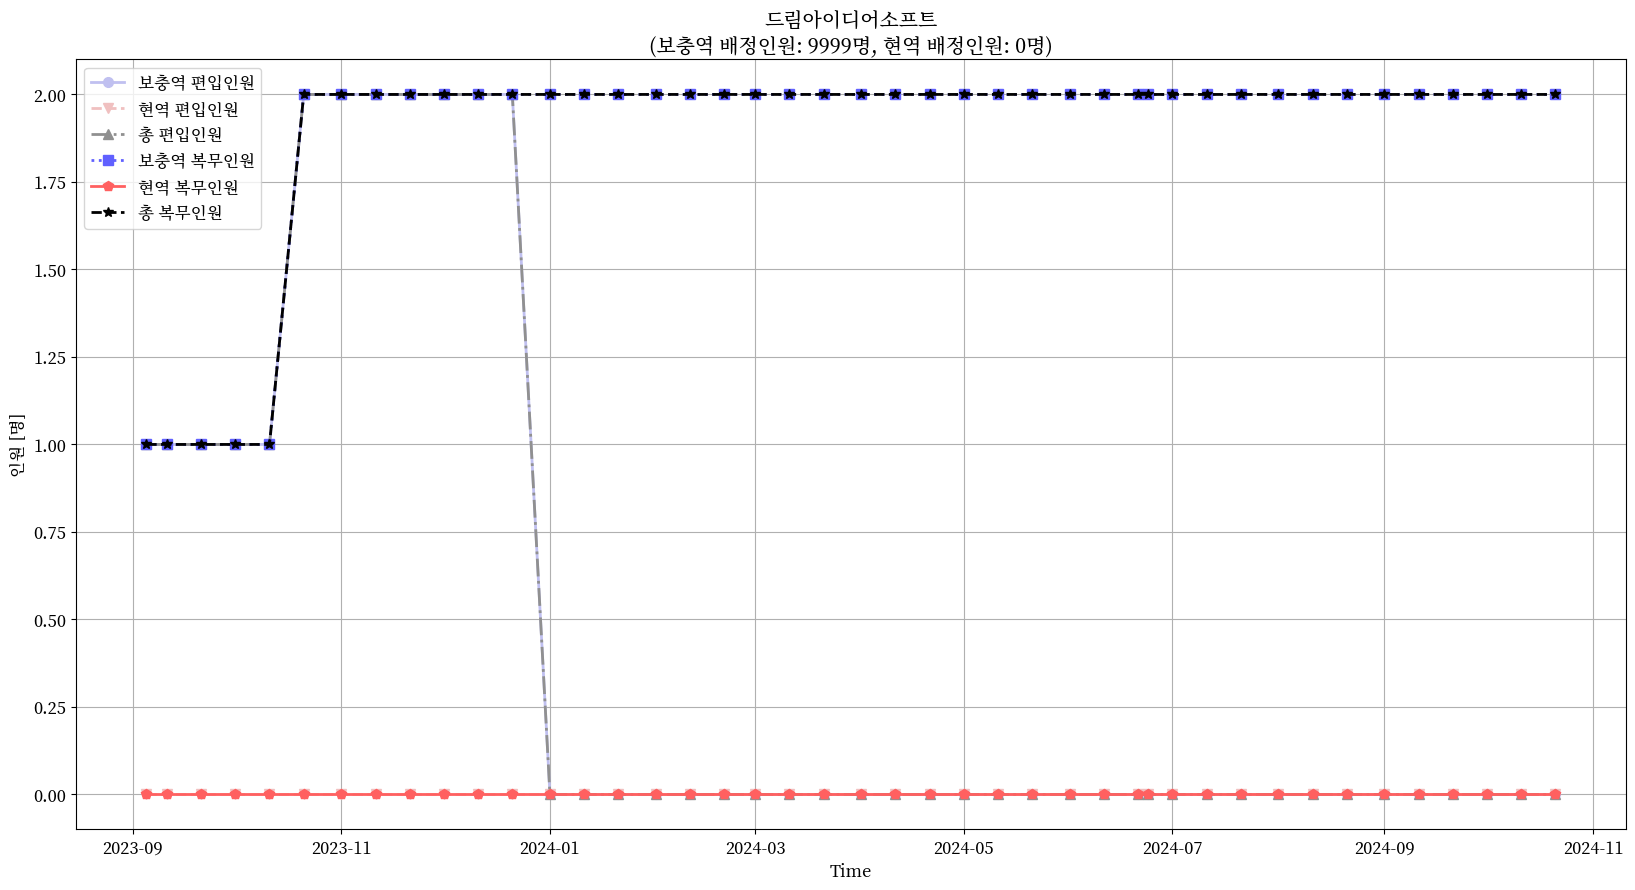 드림아이디어소프트
(보충역 배정인원: 9999명, 현역 배정인원: 0명)
보충역 편입인원
현역 편입인원
총 편입인원
보충역 복무인원
현역 복무인원
총 복무인원
인원 [명]
2.00
1.75
1.50
1.25
1.00
0.75
0.50
0.25
0.00
2023-09
2023-11
2024-01
2024-03
2024-05
2024-07
2024-09
2024-11
Time